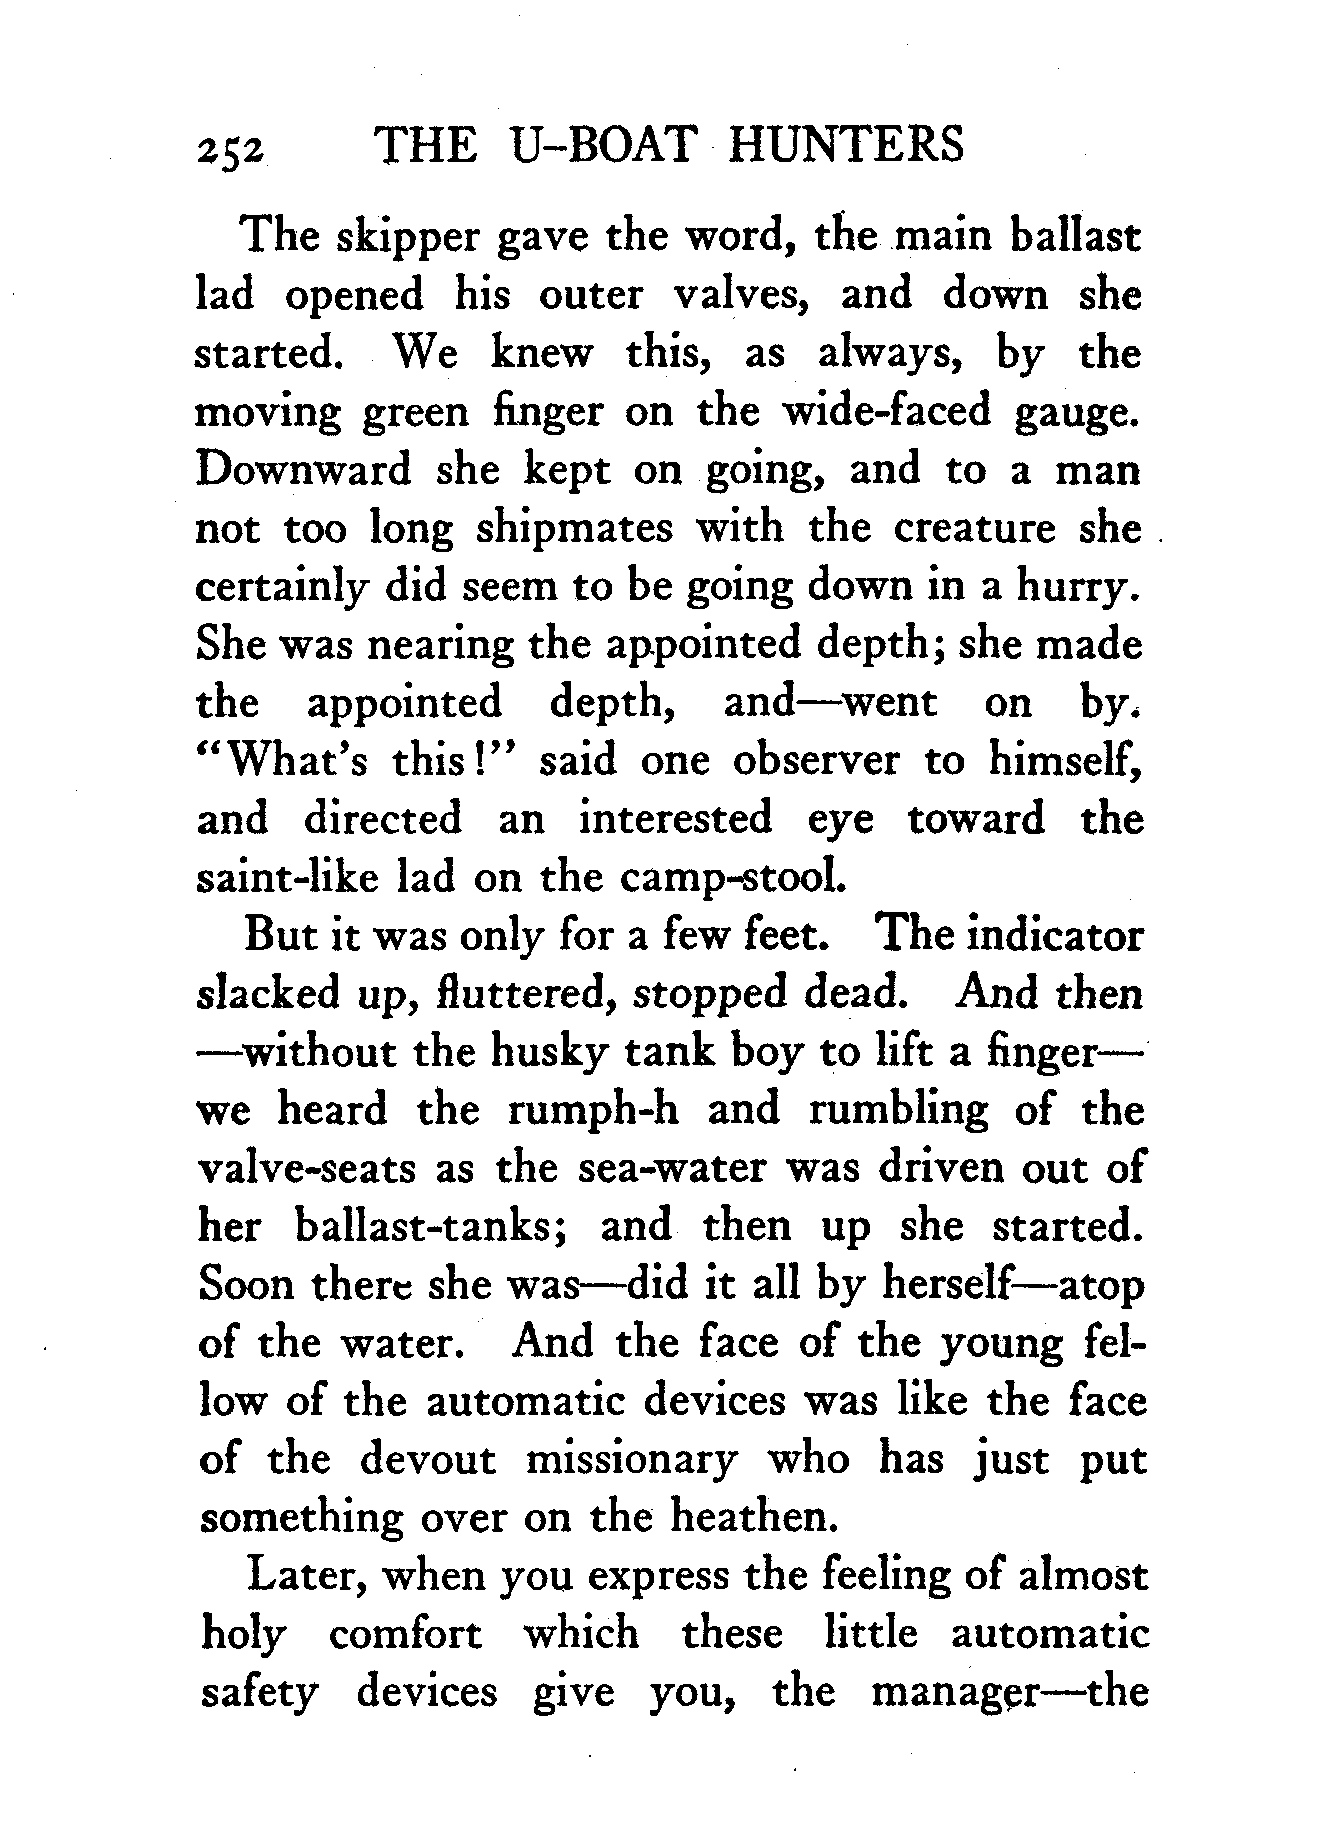 252 THE U-BOAT HUNTERS
The skipper gave the word, the main ballast
lad opened his outer valves, and down she
started. We knew this, as always, by the
moving green finger on the wide-faced gauge.
Downward she kept on going, and to a man
not too long shipmates with the creature she
certainly did seem to be going down in a hurry.
She was nearing the appointed depth; she made
the appointed depth, and—went on by.
“What’s this!” said one observer to himself,
and directed an interested eye toward the
saint-like lad on the camp-stool.
But it was only for a few feet. The indicator
slacked up, fluttered, stopped dead. And then
—without the husky tank boy to lift a finger—
we heard the rumph-h and rumbling of the
valve-seats as the sea-water was driven out of
her ballast-tanks; and then up she started.
Soon there she was—did it all by herself—atop
of the water. And the face of the young fel-
low of the automatic devices was like the face
of the devout missionary who has just put
something over on the heathen.
Later, when you express the feeling of almost
holy comfort which these little automatic
safety devices give you, the manager—the